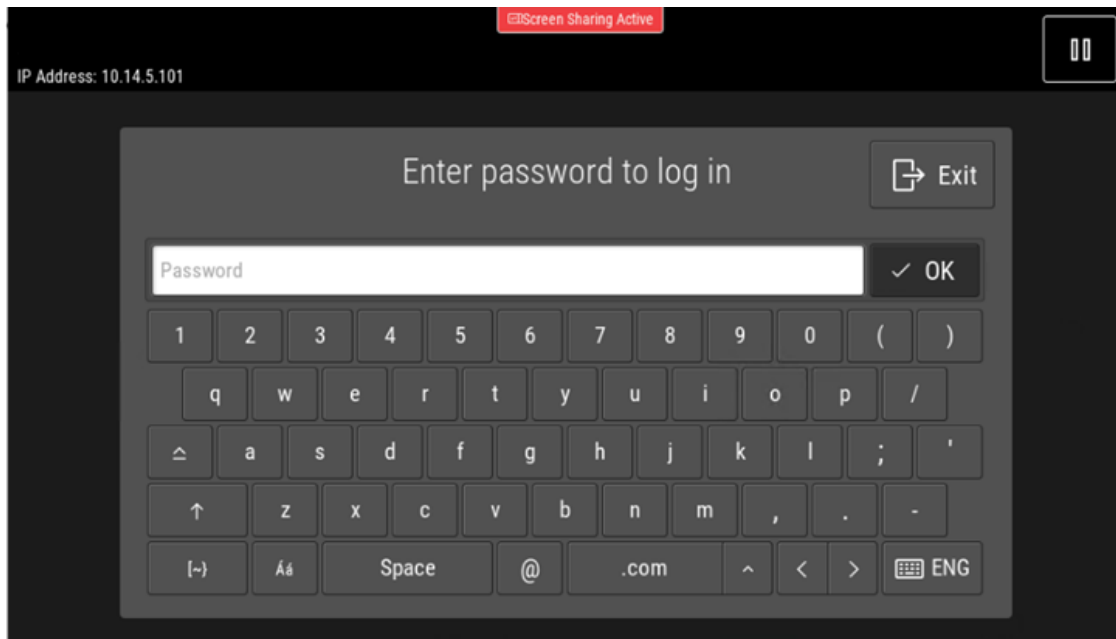 Screen Sharing Active
IP Address: 10.14.5.101
Enter password to log in
Exit
Password
OK
1 2 3 4 5 6 7 8 9 0 ( )
q w e r t y u i o p /
a s d f g h j k l ; '
z x c v b n m , . -
[~} Áá Space @ .com ^ < > ENG